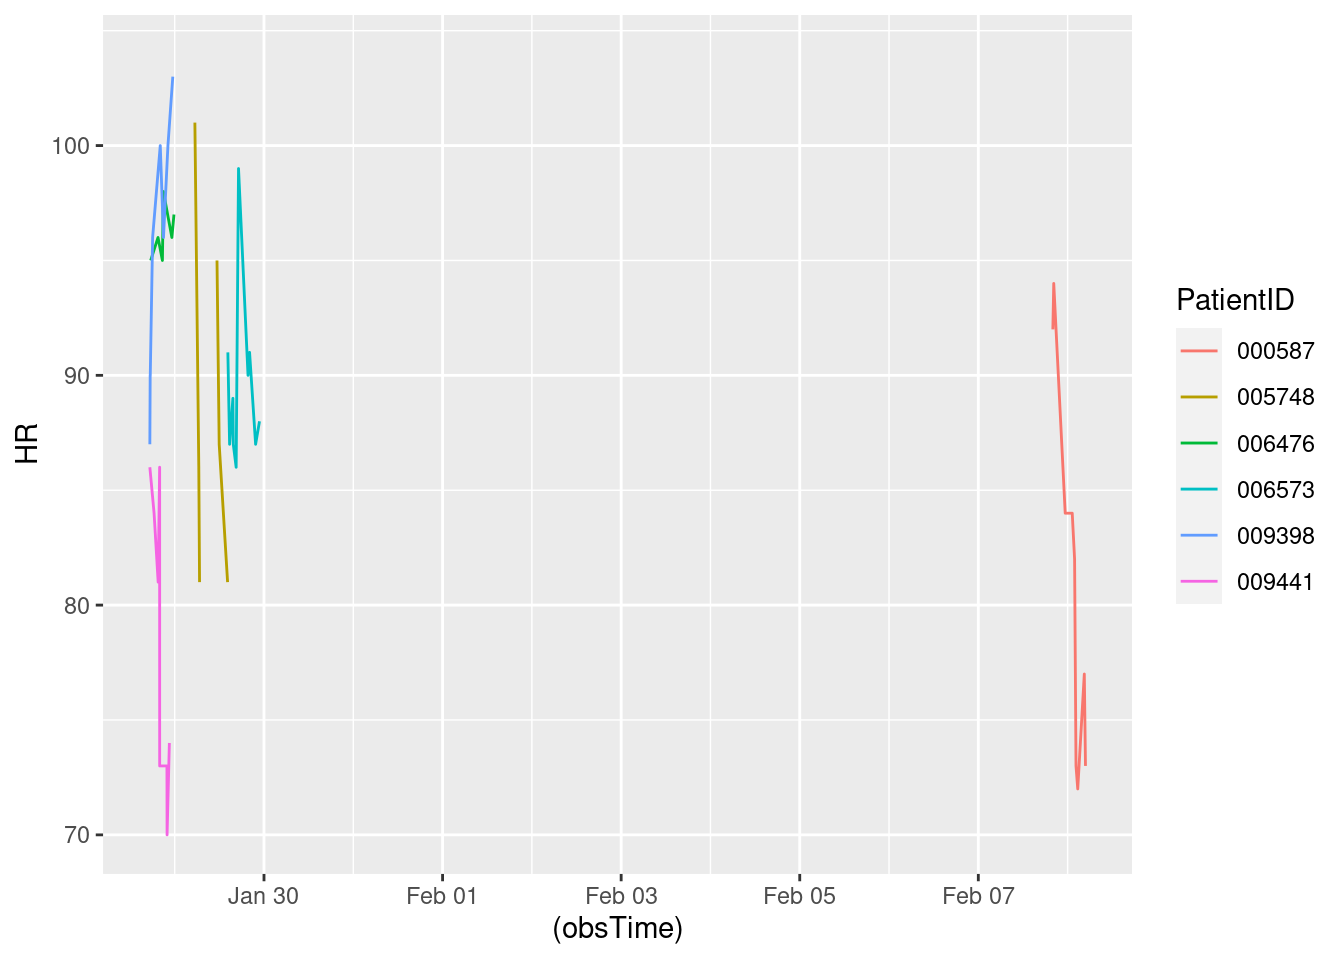 HR
100
90
80
70
Jan 30
Feb 01
Feb 03
Feb 05
Feb 07
(obsTime)
PatientID
000587
005748
006476
006573
009398
009441